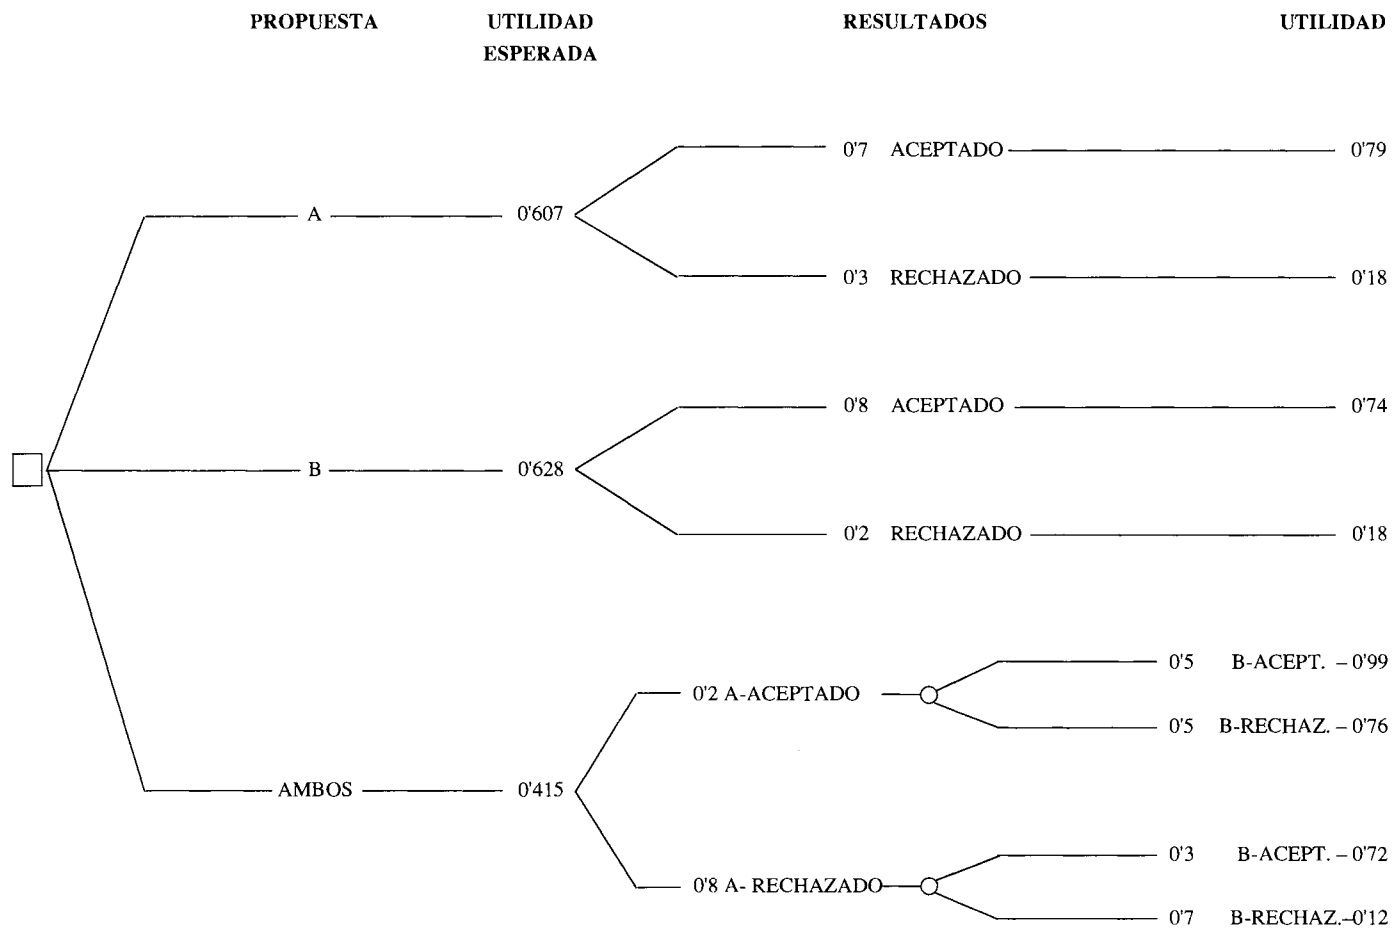 PROPUESTA UTILIDAD ESPERADA RESULTADOS UTILIDAD
0'7 ACEPTADO 0'79
A 0'607
0'3 RECHAZADO 0'18
0'8 ACEPTADO 0'74
B 0'628
0'2 RECHAZADO 0'18
0'5 B-ACEPT. – 0'99
0'2 A-ACEPTADO
0'5 B-RECHAZ. – 0'76
AMBOS 0'415
0'3 B-ACEPT. – 0'72
0'8 A- RECHAZADO
0'7 B-RECHAZ.–0'12